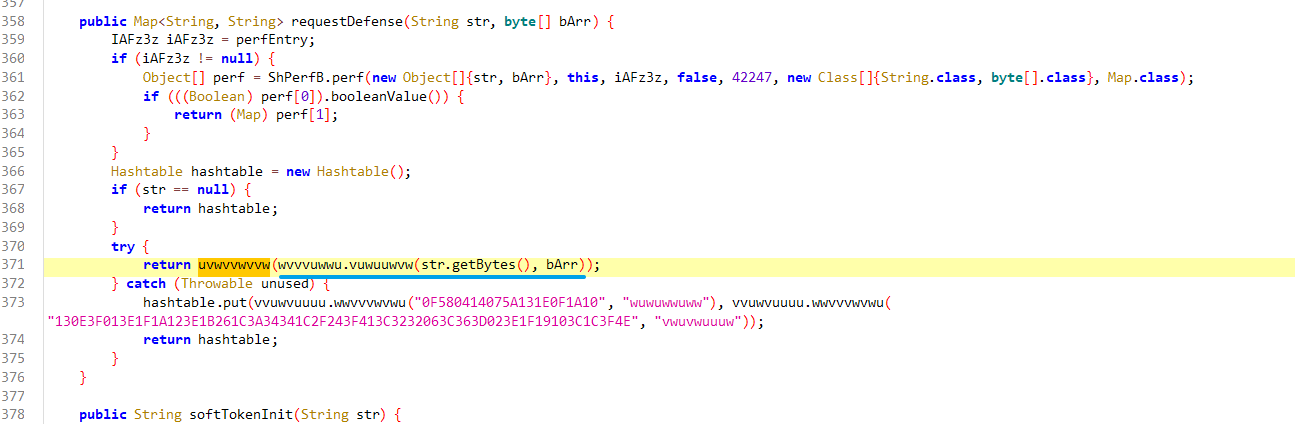 357
358 public Map<String, String> requestDefense(String str, byte[] bArr) {
359 IAFz3z iAFz3z = perfEntry;
360 if (iAFz3z != null) {
361 Object[] perf = ShPerfB.perf(new Object[]{str, bArr}, this, iAFz3z, false, 42247, new Class[]{String.class, byte[].class}, Map.class);
362 if (((Boolean) perf[0]).booleanValue()) {
363 return (Map) perf[1];
364 }
365 }
366 Hashtable hashtable = new Hashtable();
367 if (str == null) {
368 return hashtable;
369 }
370 try {
371 return uvwvvwvvw(wvvvuwwu.vuwuuwvw(str.getBytes(), bArr));
372 } catch (Throwable unused) {
373 hashtable.put(vvuwvuuuu.wwvvvwvwu("0F580414075A131E0F1A10", "wuwuwwuww"), vvuwvuuuu.wwvvvwvwu(
"130E3F013E1F1A123E1B261C3A34341C2F243F413C3232063C363D023E1F19103C1C3F4E", "vwuvwuuuw"));
374 return hashtable;
375 }
376 }
377
378 public String softTokenInit(String str) {